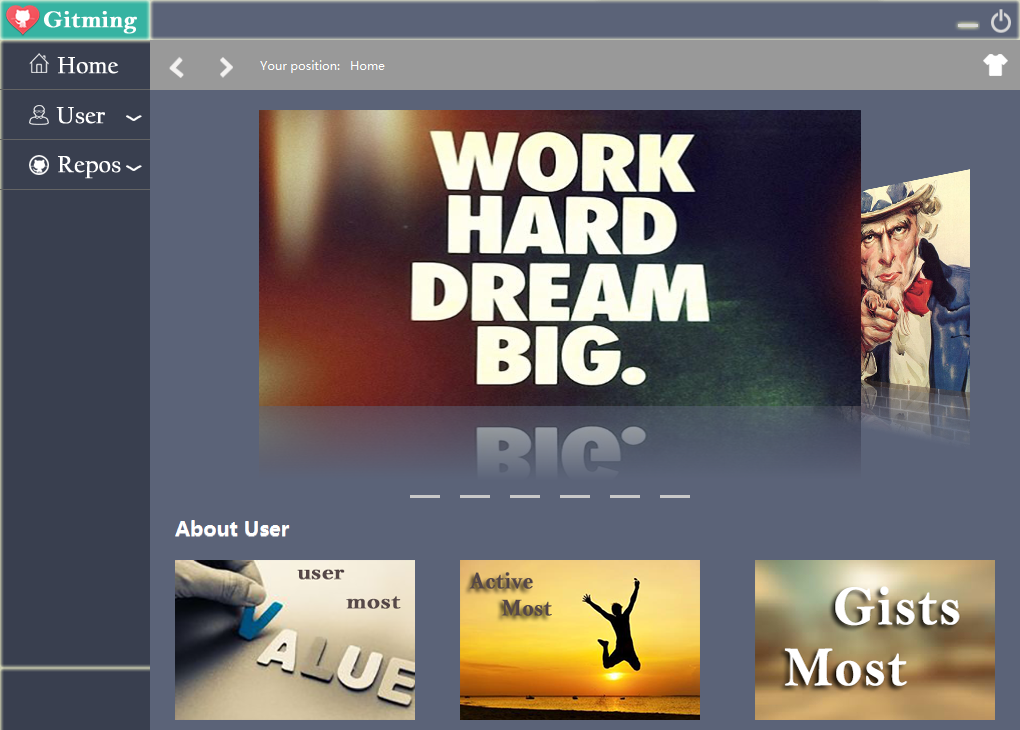 Gitming
Home
User
Repos
Your position: Home
WORK
HARD
DREAM
BIG.
BIG.
About User
user
most
VALUE
Active
Most
Gists
Most